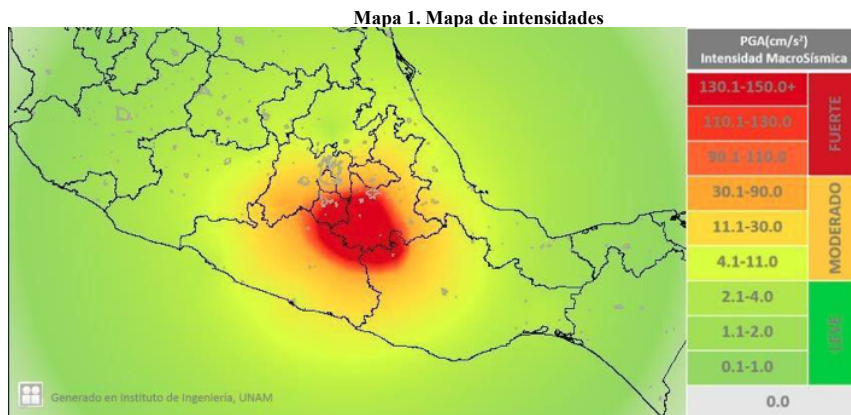 Mapa 1. Mapa de intensidades
PGA(cm/s²)
Intensidad MacroSísmica
130.1-150.0+
110.1-130.0
90.1-110.0
FUERTE
30.1-90.0
11.1-30.0
4.1-11.0
MODERADO
2.1-4.0
1.1-2.0
0.1-1.0
LEVE
0.0
Generado en Instituto de Ingeniería, UNAM